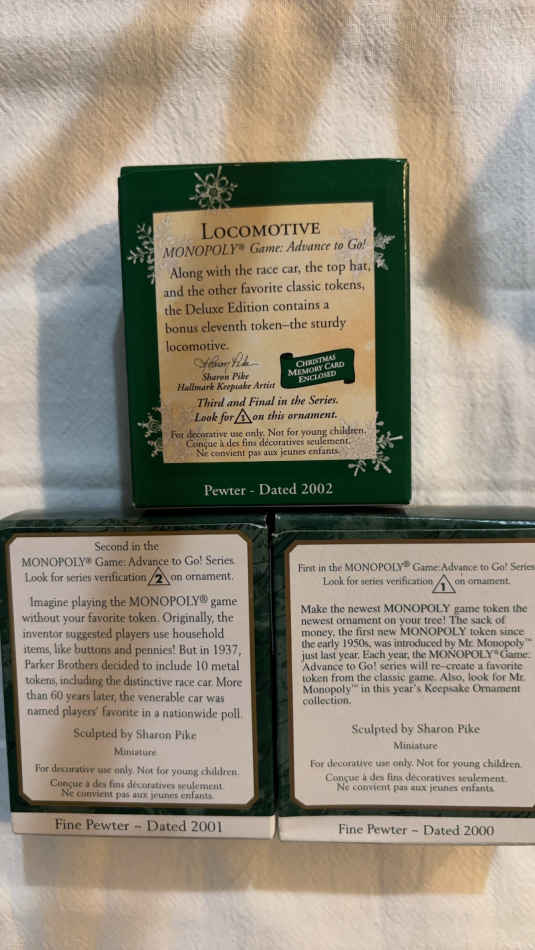 LOCOMOTIVE
MONOPOLY® Game: Advance to Go!
Along with the race car, the top hat,
and the other favorite classic tokens,
the Deluxe Edition contains a
bonus eleventh token–the sturdy
locomotive.
Sharon Pike
Sharon Pike
Hallmark Keepsake Artist
CHRISTMAS
MEMORY CARD
ENCLOSED
Third and Final in the Series.
Look for 3 on this ornament.
For decorative use only. Not for young children.
Conçue à des fins décoratives seulement.
Ne convient pas aux jeunes enfants.
Pewter - Dated 2002
Second in the
MONOPOLY® Game: Advance to Go! Series.
Look for series verification 2 on ornament.
Imagine playing the MONOPOLY® game
without your favorite token. Originally, the
inventor suggested players use household
items, like buttons and pennies! But in 1937,
Parker Brothers decided to include 10 metal
tokens, including the distinctive race car. More
than 60 years later, the venerable car was
named players' favorite in a nationwide poll.
Sculpted by Sharon Pike
Miniature
For decorative use only. Not for young children.
Conçue à des fins décoratives seulement.
Ne convient pas aux jeunes enfants.
Fine Pewter ~ Dated 2001
First in the MONOPOLY® Game:Advance to Go! Series
Look for series verification 1 on ornament.
Make the newest MONOPOLY game token the
newest ornament on your tree! The sack of
money, the first new MONOPOLY token since
the early 1950s, was introduced by Mr. Monopoly™
just last year. Each year, the MONOPOLY® Game:
Advance to Go! series will re-create a favorite
token from the classic game. Also, look for Mr.
Monopoly™ in this year's Keepsake Ornament
collection.
Sculpted by Sharon Pike
Miniature
For decorative use only. Not for young children.
Conçue à des fins décoratives seulement.
Ne convient pas aux jeunes enfants.
Fine Pewter ~ Dated 2000